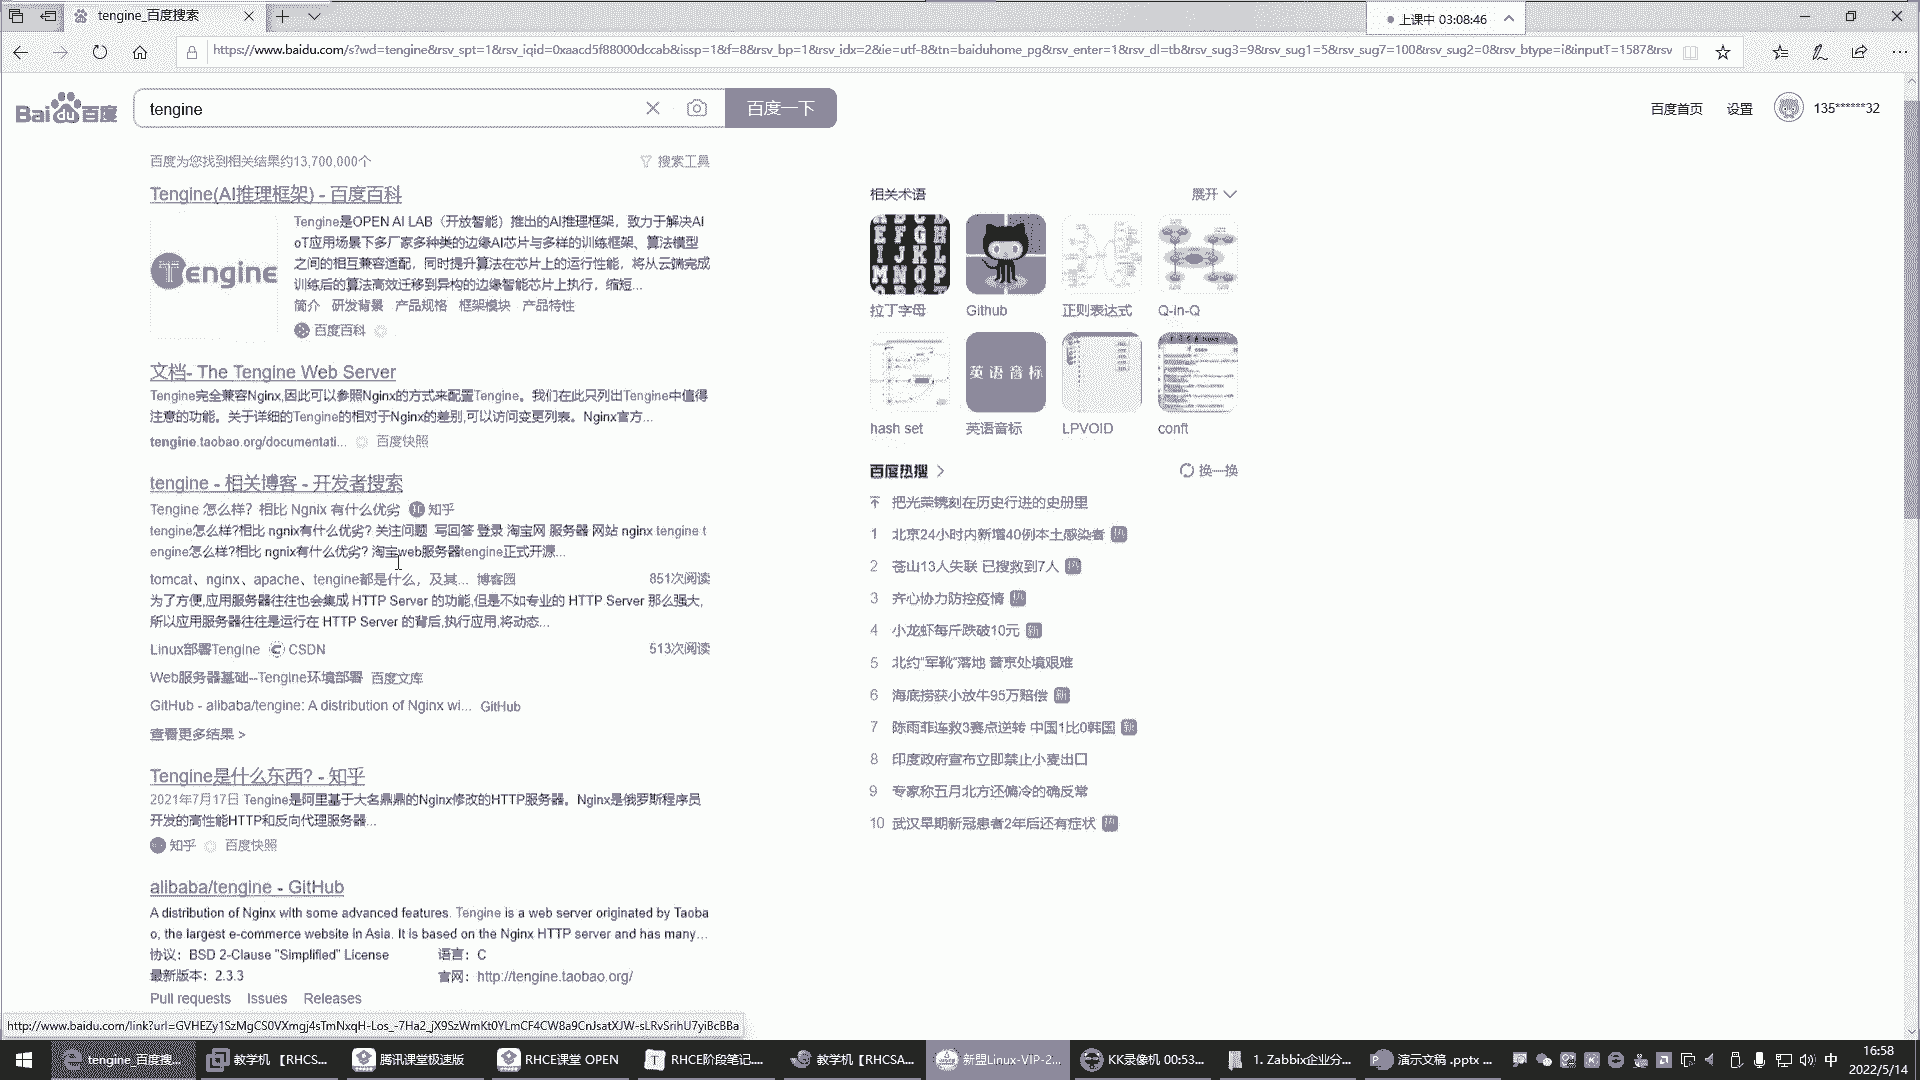 tengine_百度搜索
上课中 03:08:46
https://www.baidu.com/s?wd=tengine&rsv_spt=1&rsv_iqid=0xaacd5f88000dccab&issp=1&f=8&rsv_bp=1&rsv_idx=2&ie=utf-8&tn=baiduhome_pg&rsv_enter=1&rsv_dl=tb&rsv_sug3=9&rsv_sug1=5&rsv_sug7=100&rsv_sug2=0&rsv_btype=i&inputT=1587&rsv
Bai du 百度
tengine
百度一下
百度首页 设置 135******32
百度为您找到相关结果约13,700,000个
搜索工具
Tengine(AI推理框架) - 百度百科
Tengine
Tengine是OPEN AI LAB（开放智能）推出的AI推理框架，致力于解决AI
oT应用场景下多厂家多种类的边缘AI芯片与多样的训练框架、算法模型
之间的相互兼容适配，同时提升算法在芯片上的运行性能，将从云端完成
训练后的算法高效迁移到异构的边缘智能芯片上执行，缩短...
简介 研发背景 产品规格 框架模块 产品特性
百度百科
文档- The Tengine Web Server
Tengine完全兼容Nginx,因此可以参照Nginx的方式来配置Tengine。我们在此只列出Tengine中值得
注意的功能。关于详细的Tengine的相对于Nginx的差别,可以访问变更列表。Nginx官方...
tengine.taobao.org/documentati... 百度快照
tengine - 相关博客 - 开发者搜索
Tengine 怎么样？相比 Ngnix 有什么优劣 知乎
tengine怎么样?相比 ngnix有什么优劣? 关注问题 写回答 登录 淘宝网 服务器 网站 nginx tengine t
engine怎么样?相比 ngnix有什么优劣? 淘宝web服务器tengine正式开源...
tomcat、nginx、apache、tengine都是什么，及其... 博客园 851次阅读
为了方便,应用服务器往往也会集成 HTTP Server 的功能,但是不如专业的 HTTP Server 那么强大,
所以应用服务器往往是运行在 HTTP Server 的背后,执行应用,将动态...
Linux部署Tengine CSDN 513次阅读
Web服务器基础--Tengine环境部署 百度文库
GitHub - alibaba/tengine: A distribution of Nginx wi... GitHub
查看更多结果 >
Tengine是什么东西? - 知乎
2021年7月17日 Tengine是阿里基于大名鼎鼎的Nginx修改的HTTP服务器。Nginx是俄罗斯程序员
开发的高性能HTTP和反向代理服务器...
知乎 百度快照
alibaba/tengine - GitHub
A distribution of Nginx with some advanced features. Tengine is a web server originated by Taoba
o, the largest e-commerce website in Asia. It is based on the Nginx HTTP server and has many...
协议：BSD 2-Clause "Simplified" License 语言：C
最新版本：2.3.3 官网：http://tengine.taobao.org/
Pull requests Issues Releases
相关术语 展开
拉丁字母 Github 正则表达式 Q-in-Q
英语音标
hash set 英语音标 LPVOID conft
百度热搜 > 换一换
把光荣镌刻在历史行进的史册里
1 北京24小时内新增40例本土感染者 热
2 苍山13人失联 已搜救到7人 热
3 齐心协力防控疫情 热
4 小龙虾每斤跌破10元 新
5 北约"军靴"落地 普京处境艰难
6 海底捞获小放牛95万赔偿 新
7 陈雨菲连救3赛点逆转 中国1比0韩国 新
8 印度政府宣布立即禁止小麦出口
9 专家称五月北方还偏冷的确反常
10 武汉早期新冠患者2年后还有症状 热
http://www.baidu.com/link?url=GVHEZy1SzMgCS0VXmgj4sTmNxqH-Los_-7Ha2_jX9SzWmKt0YLmCF4CW8a9CnJsatXJW-sLRvSrihU7yiBcBBa
tengine_百度搜... 教学机 【RHCS... 腾讯课堂极速版 RHCE课堂 OPEN RHCE阶段笔记.... 教学机【RHCSA... 新盟Linux-VIP-2... KK录像机 00:53... 1. Zabbix企业分... 演示文稿 .pptx ... 中
16:58
2022/5/14